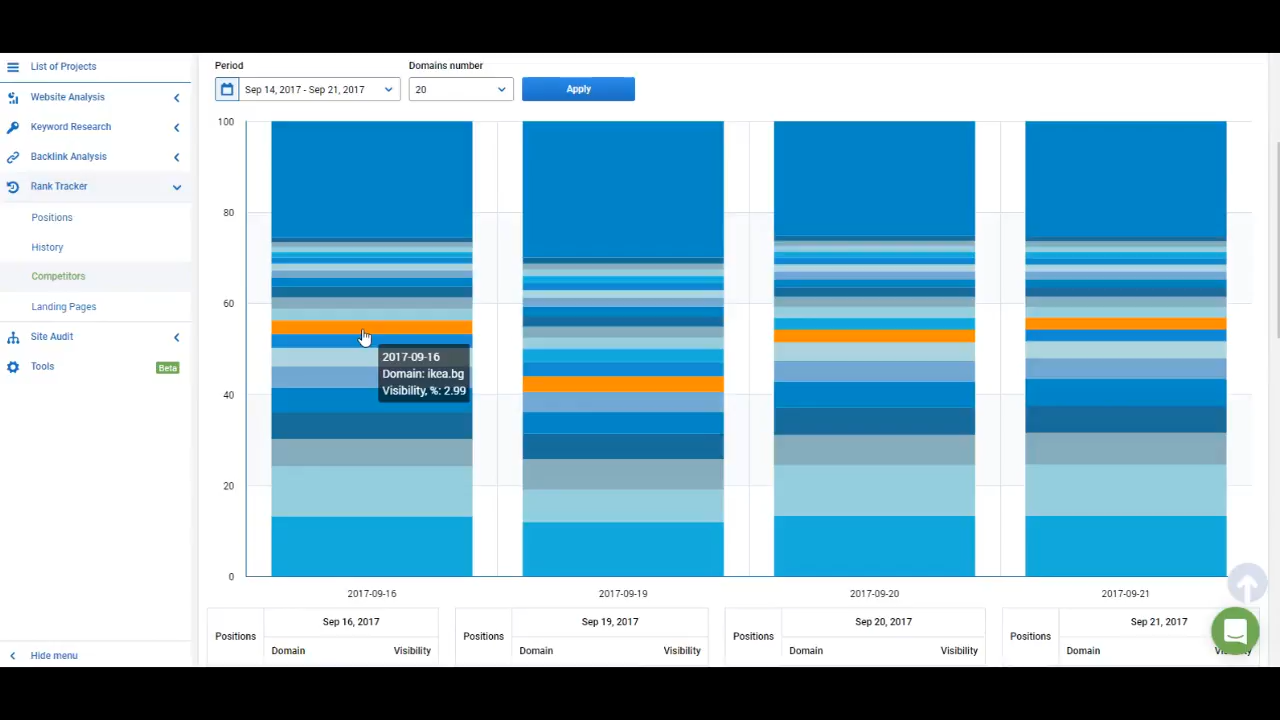 List of Projects
Website Analysis
Keyword Research
Backlink Analysis
Rank Tracker
Positions
History
Competitors
Landing Pages
Site Audit
Tools
Beta
Hide menu
Period
Domains number
Sep 14, 2017 - Sep 21, 2017
20
Apply
100
80
60
40
20
0
2017-09-16
Domain: ikea.bg
Visibility, %: 2.99
2017-09-16
2017-09-19
2017-09-20
2017-09-21
Positions
Sep 16, 2017
Domain
Visibility
Positions
Sep 19, 2017
Domain
Visibility
Positions
Sep 20, 2017
Domain
Visibility
Positions
Sep 21, 2017
Domain